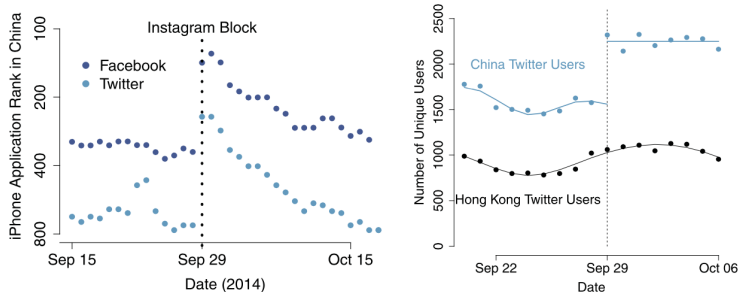 Instagram Block
Facebook
Twitter
iPhone Application Rank in China
100
200
400
800
Sep 15
Sep 29
Oct 15
Date (2014)
China Twitter Users
Hong Kong Twitter Users
Number of Unique Users
2500
2000
1500
1000
500
0
Sep 22
Sep 29
Oct 06
Date